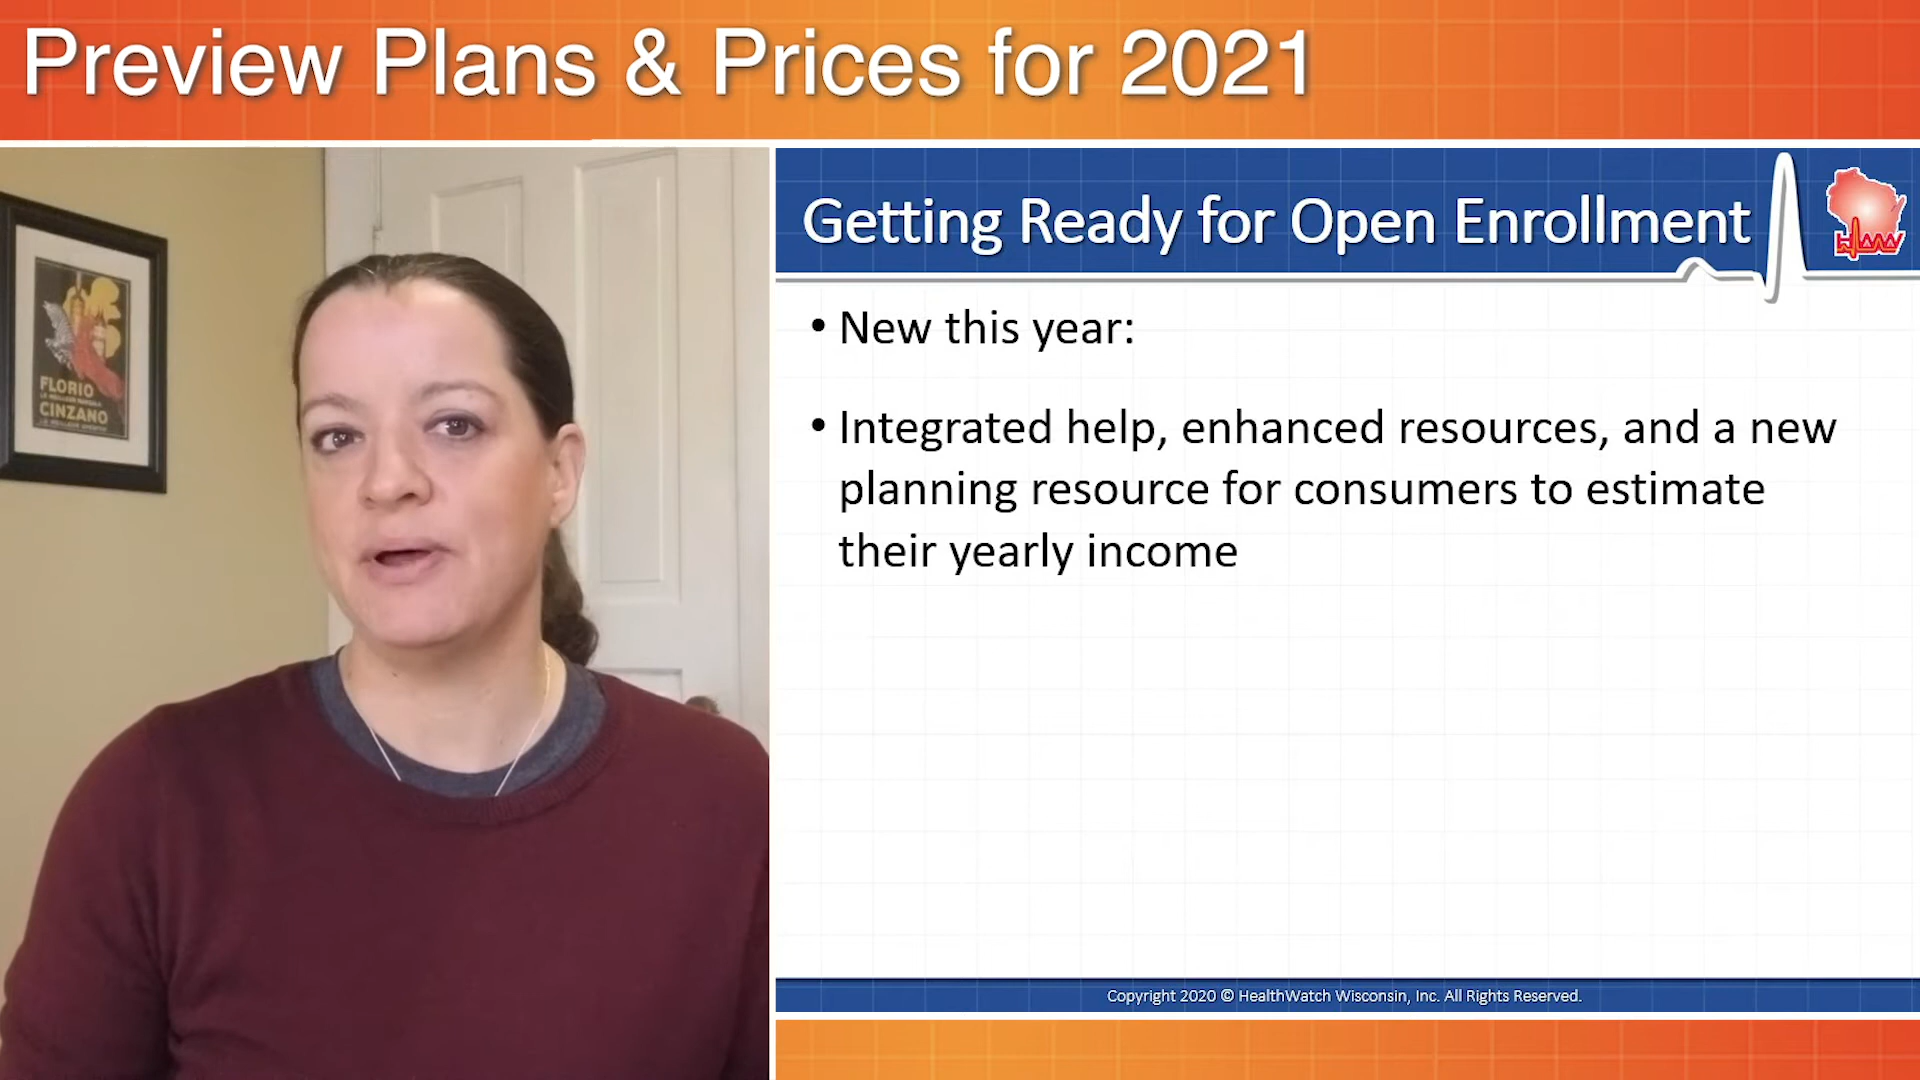 Preview Plans & Prices for 2021
Getting Ready for Open Enrollment
• New this year:
• Integrated help, enhanced resources, and a new
planning resource for consumers to estimate
their yearly income
Copyright 2020 © HealthWatch Wisconsin, Inc. All Rights Reserved.
FLORIO
CINZANO